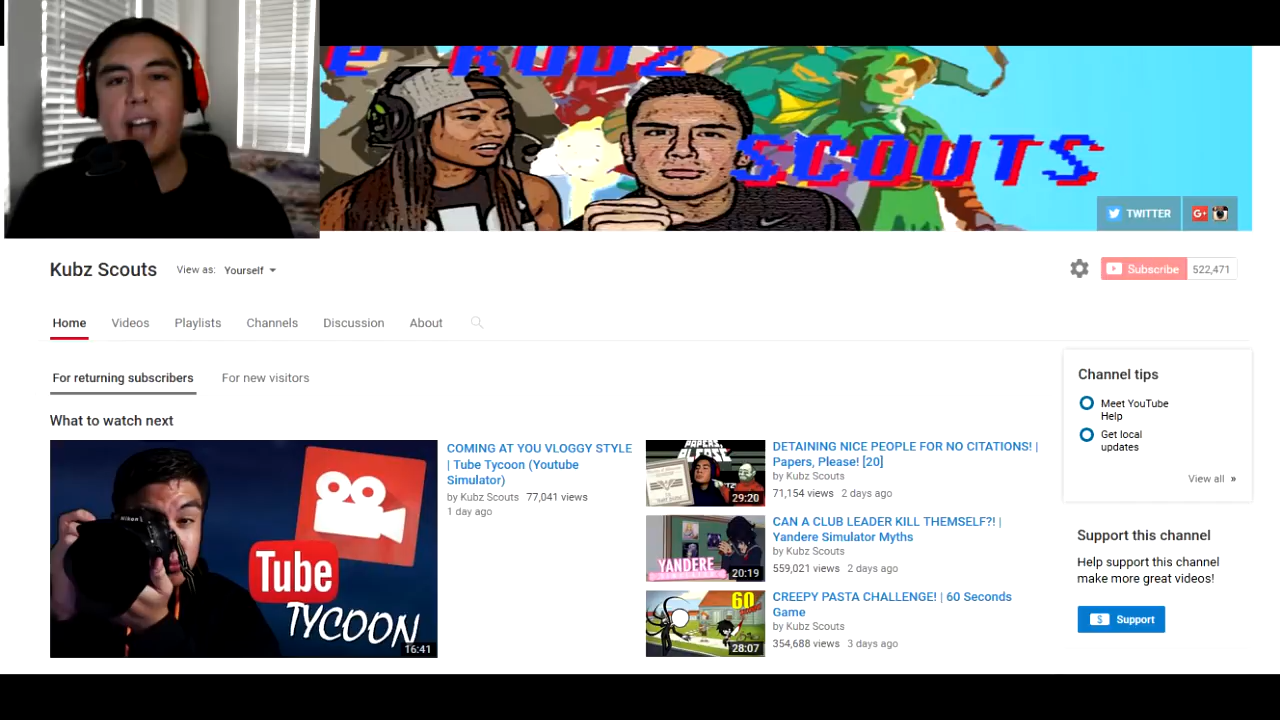 e KUBZ
SCOUTS
TWITTER
G+
Kubz Scouts
View as: Yourself
Subscribe 522,471
Home Videos Playlists Channels Discussion About
For returning subscribers For new visitors
What to watch next
Nikon
Tube
TYCOON
16:41
COMING AT YOU VLOGGY STYLE
| Tube Tycoon (Youtube
Simulator)
by Kubz Scouts 77,041 views
1 day ago
PAPERS,
PLEASE
29:20
DETAINING NICE PEOPLE FOR NO CITATIONS! |
Papers, Please! [20]
by Kubz Scouts
71,154 views 2 days ago
YANDERE
20:19
CAN A CLUB LEADER KILL THEMSELF?! |
Yandere Simulator Myths
by Kubz Scouts
559,021 views 2 days ago
60
28:07
CREEPY PASTA CHALLENGE! | 60 Seconds
Game
by Kubz Scouts
354,688 views 3 days ago
Channel tips
Meet YouTube
Help
Get local
updates
View all »
Support this channel
Help support this channel
make more great videos!
$ Support